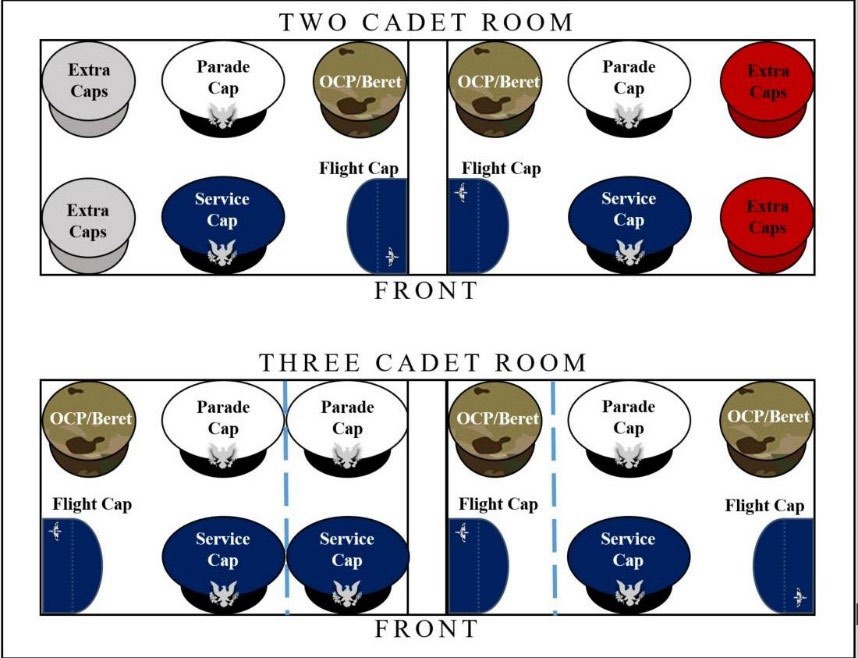 TWO CADET ROOM
Extra
Caps
Parade
Cap
OCP/Beret
OCP/Beret
Parade
Cap
Extra
Caps
Flight Cap
Flight Cap
Extra
Caps
Service
Cap
Service
Cap
Extra
Caps
FRONT
THREE CADET ROOM
OCP/Beret
Parade
Cap
Parade
Cap
OCP/Beret
Parade
Cap
OCP/Beret
Flight Cap
Flight Cap
Flight Cap
Service
Cap
Service
Cap
Service
Cap
FRONT